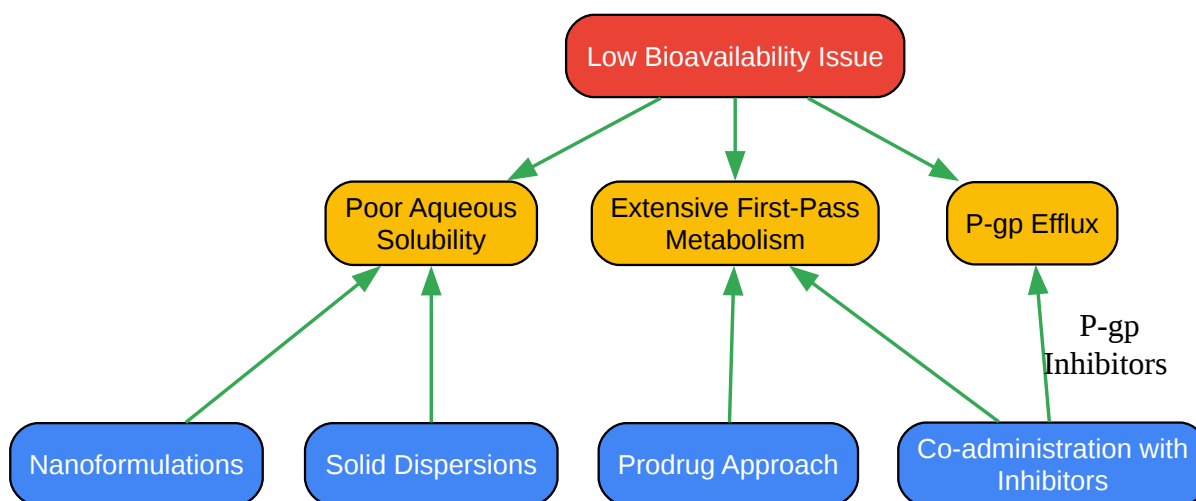 Low Bioavailability Issue
Poor Aqueous
Solubility
Extensive First-Pass
Metabolism
P-gp Efflux
P-gp
Inhibitors
Nanoformulations
Solid Dispersions
Prodrug Approach
Co-administration with
Inhibitors